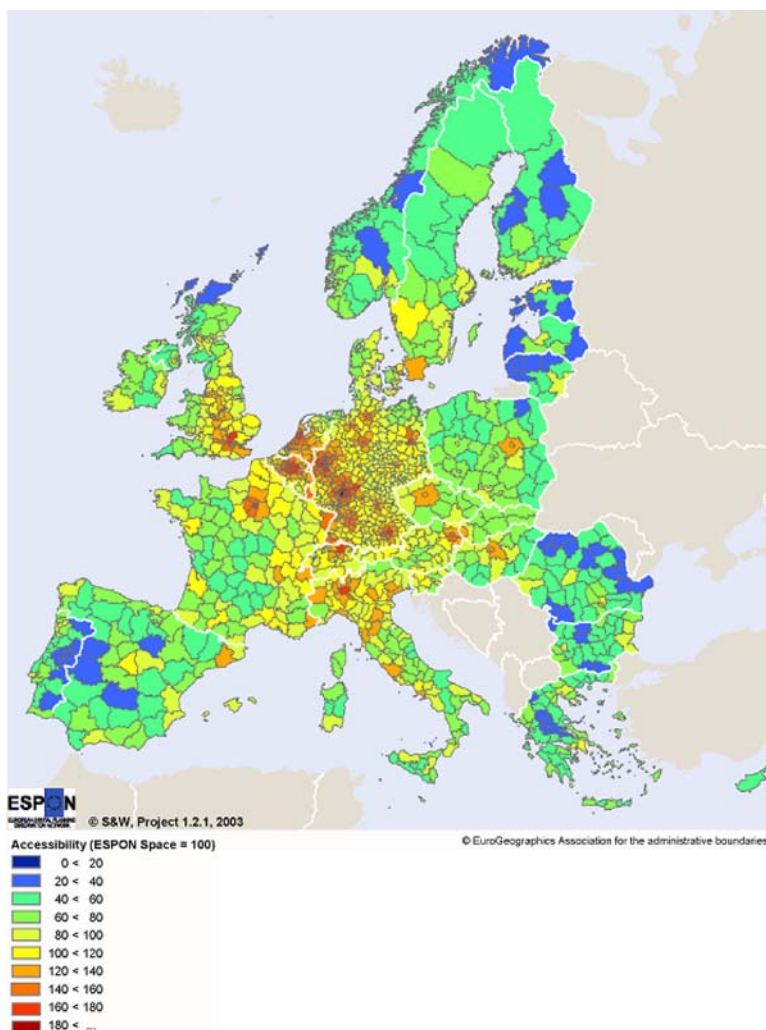 ESPON
© S&W, Project 1.2.1, 2003
© EuroGeographics Association for the administrative boundaries
Accessibility (ESPON Space = 100)
0 < 20
20 < 40
40 < 60
60 < 80
80 < 100
100 < 120
120 < 140
140 < 160
160 < 180
180 < ...